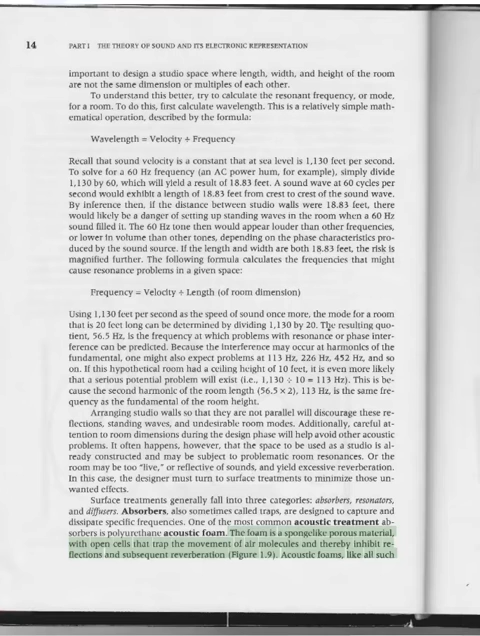 14 PART I THE THEORY OF SOUND AND ITS ELECTRONIC REPRESENTATION
important to design a studio space where length, width, and height of the room
are not the same dimension or multiples of each other.
To understand this better, try to calculate the resonant frequency, or mode,
for a room. To do this, first calculate wavelength. This is a relatively simple math-
ematical operation, described by the formula:
Wavelength = Velocity ÷ Frequency
Recall that sound velocity is a constant that at sea level is 1,130 feet per second.
To solve for a 60 Hz frequency (an AC power hum, for example), simply divide
1,130 by 60, which will yield a result of 18.83 feet. A sound wave at 60 cycles per
second would exhibit a length of 18.83 feet from crest to crest of the sound wave.
By inference then, if the distance between studio walls were 18.83 feet, there
would likely be a danger of setting up standing waves in the room when a 60 Hz
sound filled it. The 60 Hz tone then would appear louder than other frequencies,
or lower in volume than other tones, depending on the phase characteristics pro-
duced by the sound source. If the length and width are both 18.83 feet, the risk is
magnified further. The following formula calculates the frequencies that might
cause resonance problems in a given space:
Frequency = Velocity ÷ Length (of room dimension)
Using 1,130 feet per second as the speed of sound once more, the mode for a room
that is 20 feet long can be determined by dividing 1,130 by 20. The resulting quo-
tient, 56.5 Hz, is the frequency at which problems with resonance or phase inter-
ference can be predicted. Because the interference may occur at harmonics of the
fundamental, one might also expect problems at 113 Hz, 226 Hz, 452 Hz, and so
on. If this hypothetical room had a ceiling height of 10 feet, it is even more likely
that a serious potential problem will exist (i.e., 1,130 ÷ 10 = 113 Hz). This is be-
cause the second harmonic of the room length (56.5 × 2), 113 Hz, is the same fre-
quency as the fundamental of the room height.
Arranging studio walls so that they are not parallel will discourage these re-
flections, standing waves, and undesirable room modes. Additionally, careful at-
tention to room dimensions during the design phase will help avoid other acoustic
problems. It often happens, however, that the space to be used as a studio is al-
ready constructed and may be subject to problematic room resonances. Or the
room may be too "live," or reflective of sounds, and yield excessive reverberation.
In this case, the designer must turn to surface treatments to minimize those un-
wanted effects.
Surface treatments generally fall into three categories: absorbers, resonators,
and diffusers. Absorbers, also sometimes called traps, are designed to capture and
dissipate specific frequencies. One of the most common acoustic treatment ab-
sorbers is polyurethane acoustic foam. The foam is a spongelike porous material,
with open cells that trap the movement of air molecules and thereby inhibit re-
flections and subsequent reverberation (Figure 1.9). Acoustic foams, like all such